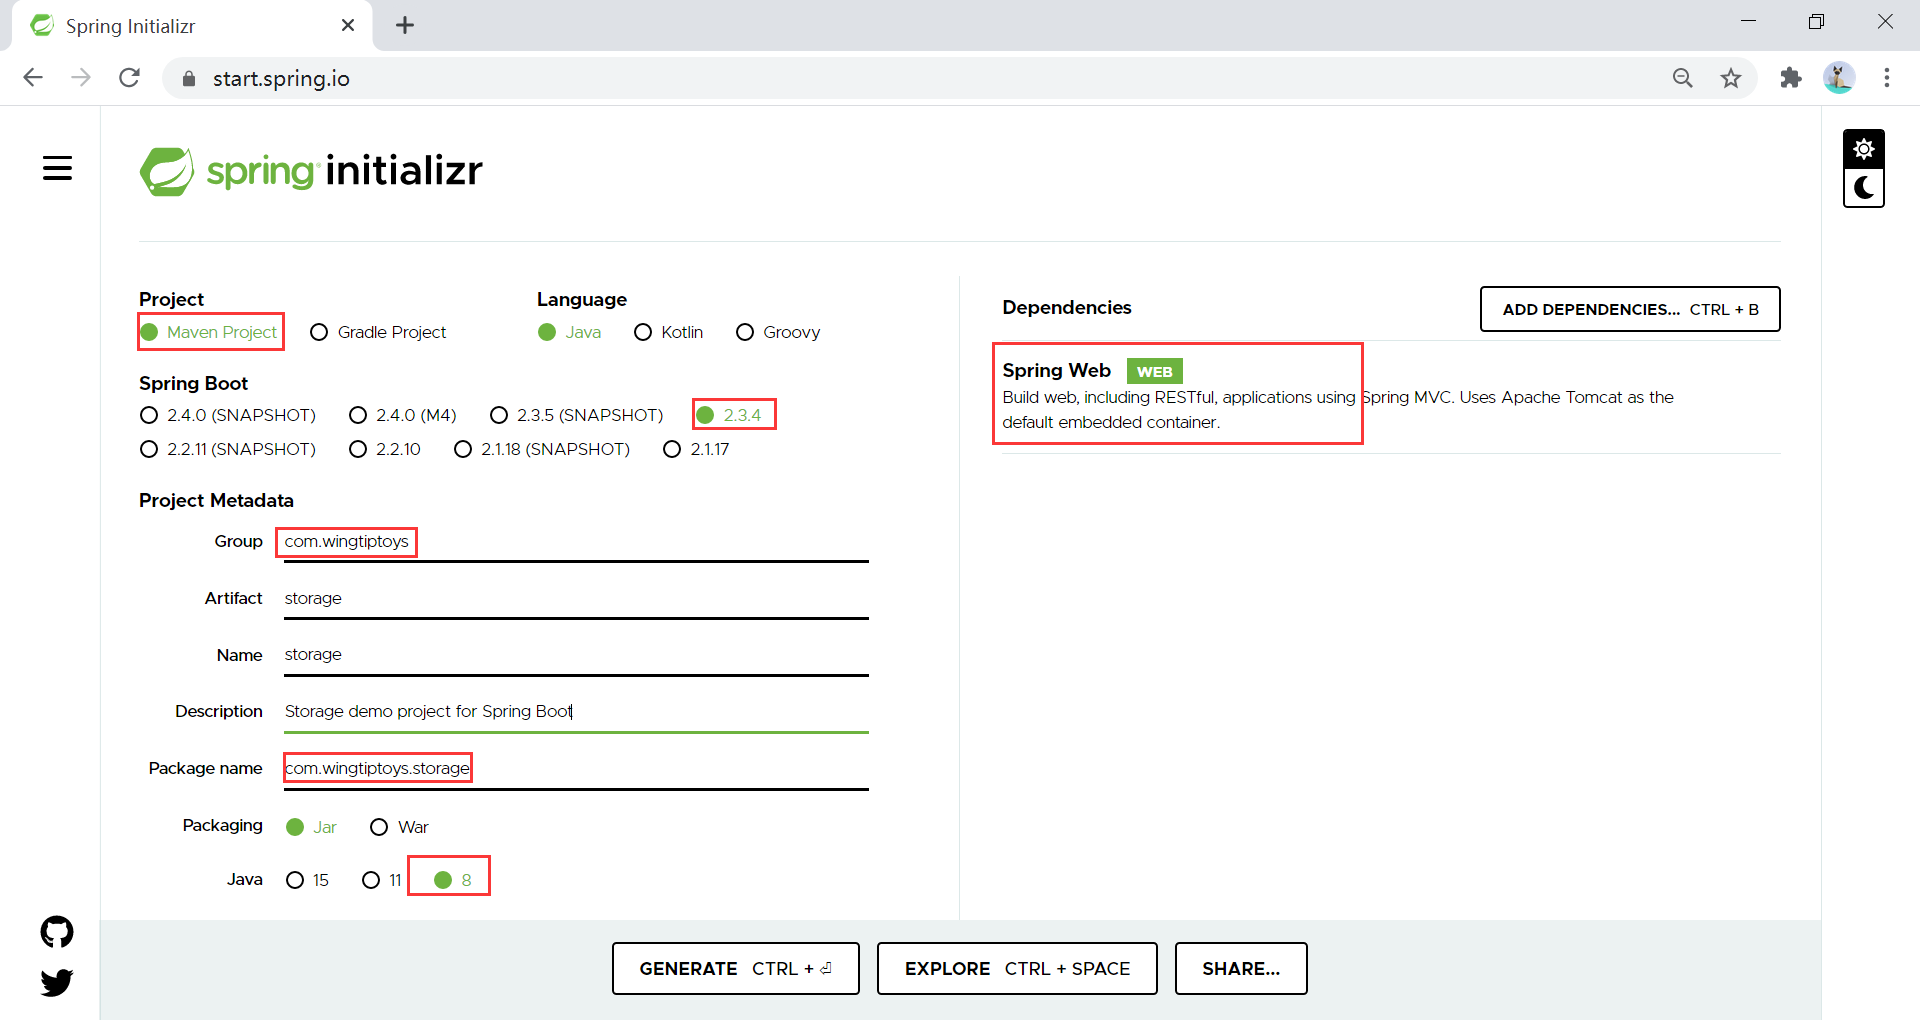 Spring Initializr
start.spring.io
spring initializr
Project
Maven Project Gradle Project
Language
Java Kotlin Groovy
Spring Boot
2.4.0 (SNAPSHOT) 2.4.0 (M4) 2.3.5 (SNAPSHOT) 2.3.4
2.2.11 (SNAPSHOT) 2.2.10 2.1.18 (SNAPSHOT) 2.1.17
Project Metadata
Group com.wingtiptoys
Artifact storage
Name storage
Description Storage demo project for Spring Boot
Package name com.wingtiptoys.storage
Packaging Jar War
Java 15 11 8
Dependencies
ADD DEPENDENCIES... CTRL + B
Spring Web WEB
Build web, including RESTful, applications using Spring MVC. Uses Apache Tomcat as the
default embedded container.
GENERATE CTRL + ⏎
EXPLORE CTRL + SPACE
SHARE...